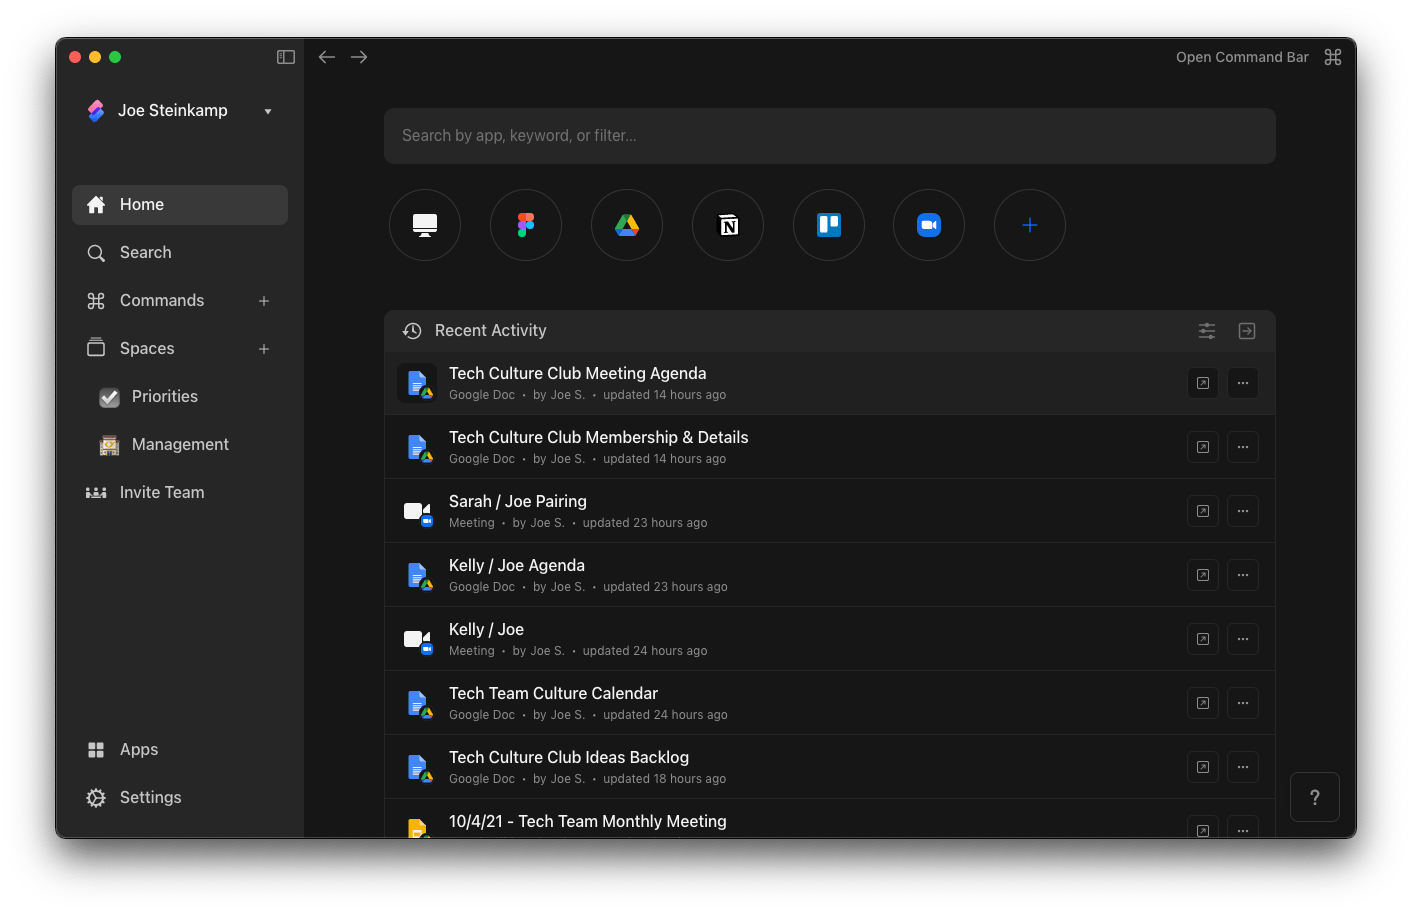 Open Command Bar
Joe Steinkamp
Search by app, keyword, or filter...
Home
Search
Commands
Spaces
Priorities
Management
Invite Team
Apps
Settings
Recent Activity
Tech Culture Club Meeting Agenda
Google Doc • by Joe S. • updated 14 hours ago
Tech Culture Club Membership & Details
Google Doc • by Joe S. • updated 14 hours ago
Sarah / Joe Pairing
Meeting • by Joe S. • updated 23 hours ago
Kelly / Joe Agenda
Google Doc • by Joe S. • updated 23 hours ago
Kelly / Joe
Meeting • by Joe S. • updated 24 hours ago
Tech Team Culture Calendar
Google Doc • by Joe S. • updated 24 hours ago
Tech Culture Club Ideas Backlog
Google Doc • by Joe S. • updated 18 hours ago
10/4/21 - Tech Team Monthly Meeting
?